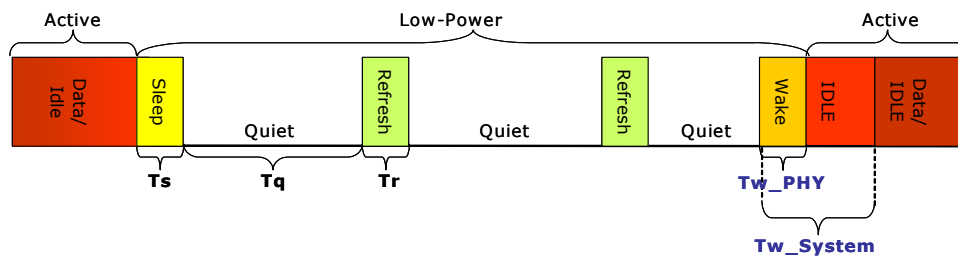 Active
Low-Power
Active
Data/
Idle
Sleep
Quiet
Refresh
Quiet
Refresh
Quiet
Wake
IDLE
Data/
IDLE
Ts
Tq
Tr
Tw_PHY
Tw_System